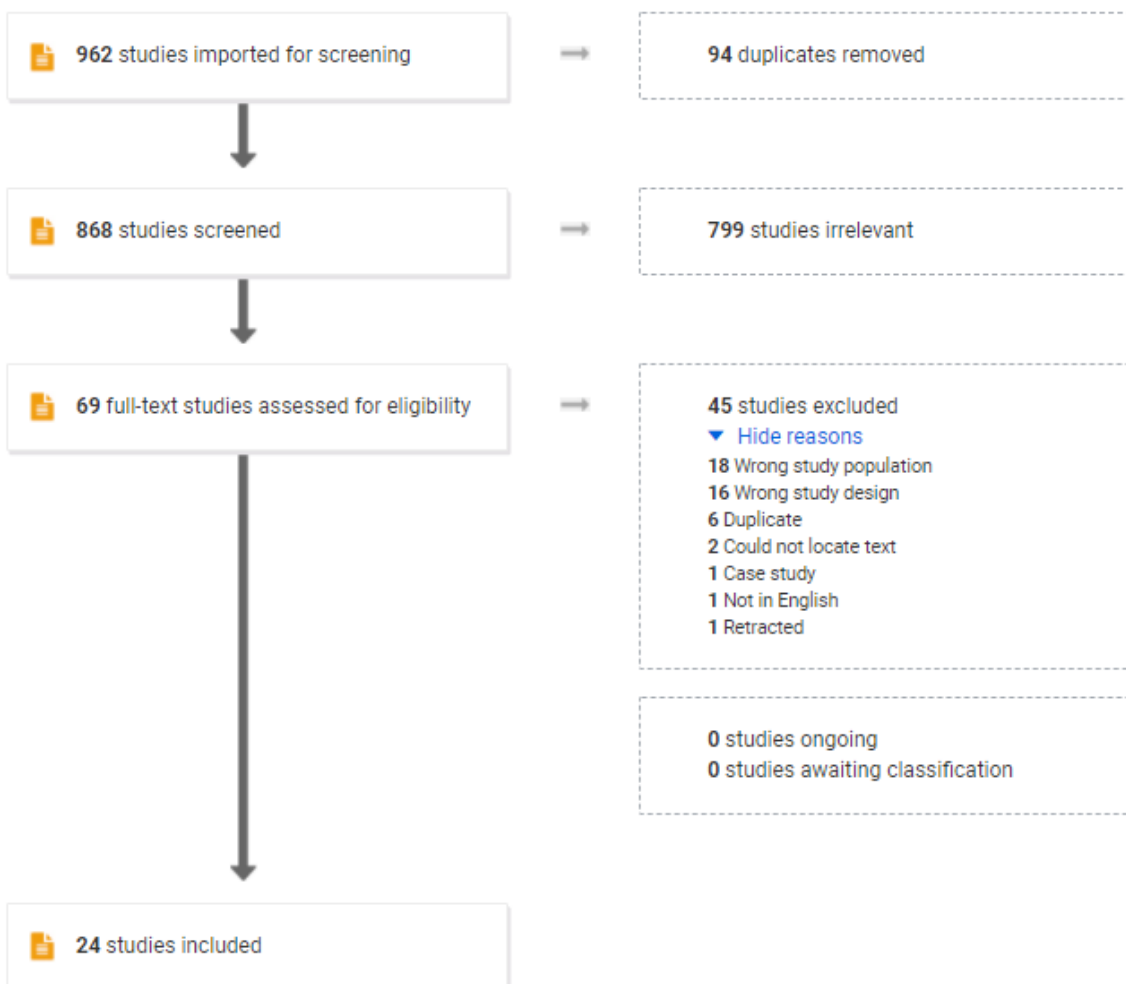 962 studies imported for screening
94 duplicates removed
868 studies screened
799 studies irrelevant
69 full-text studies assessed for eligibility
45 studies excluded
Hide reasons
18 Wrong study population
16 Wrong study design
6 Duplicate
2 Could not locate text
1 Case study
1 Not in English
1 Retracted
0 studies ongoing
0 studies awaiting classification
24 studies included